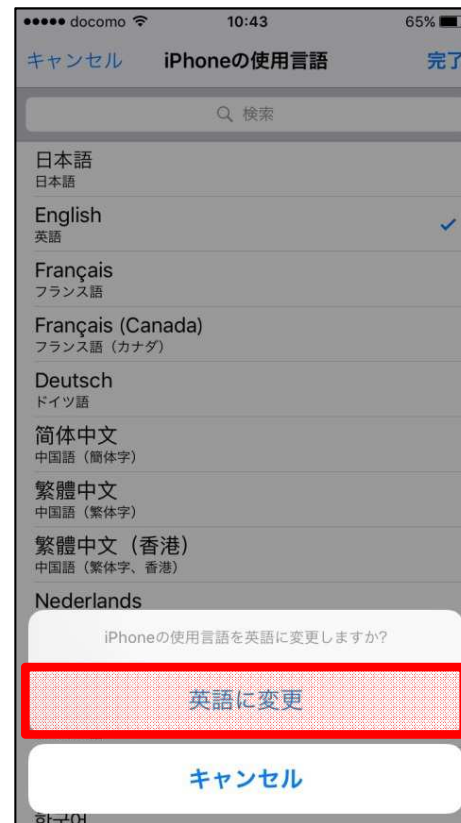 docomo 10:43 65%
キャンセル iPhoneの使用言語 完了
検索
日本語
日本語
English
英語
Français
フランス語
Français (Canada)
フランス語（カナダ）
Deutsch
ドイツ語
简体中文
中国語（簡体字）
繁體中文
中国語（繁体字）
繁體中文（香港）
中国語（繁体字、香港）
Nederlands
iPhoneの使用言語を英語に変更しますか?
英語に変更
キャンセル
한국어